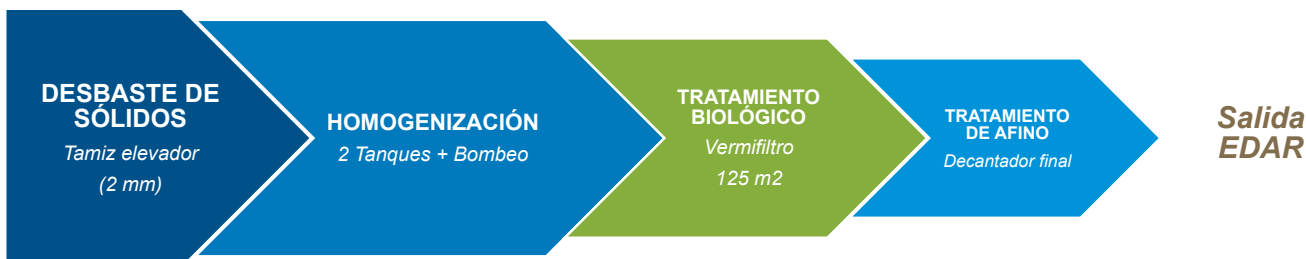 DESBASTE DE
SÓLIDOS
Tamiz elevador
(2 mm)
HOMOGENIZACIÓN
2 Tanques + Bombeo
TRATAMIENTO
BIOLÓGICO
Vermifiltro
125 m2
TRATAMIENTO
DE AFINO
Decantador final
Salida
EDAR